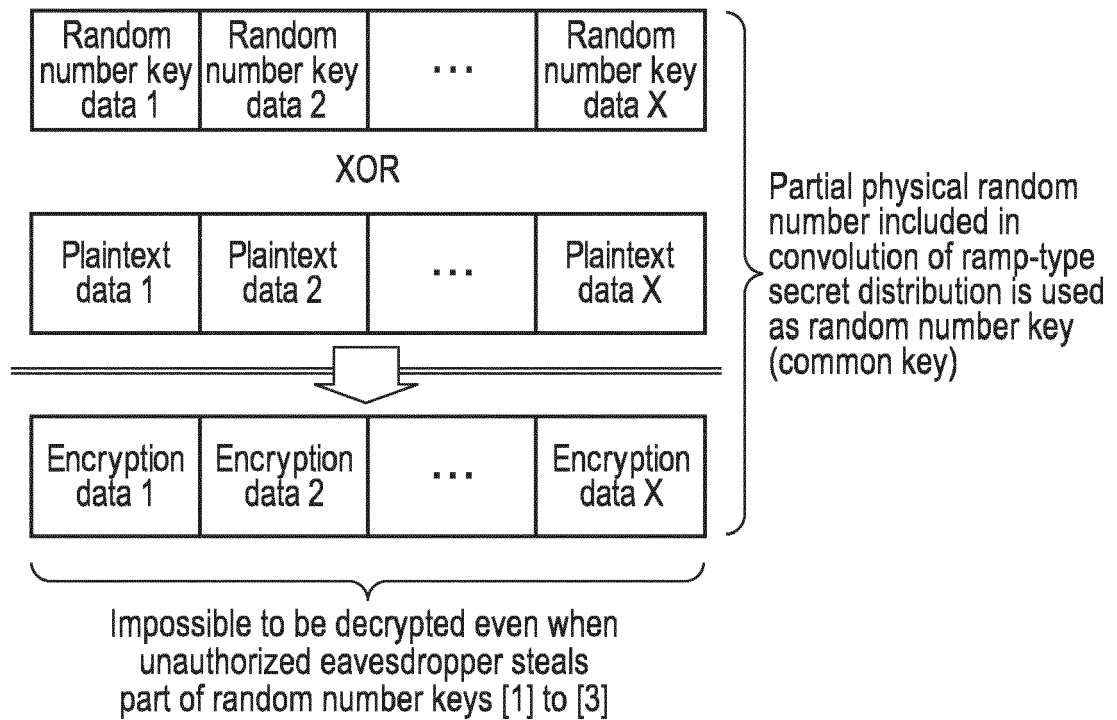 Random
number key
data 1
Random
number key
data 2
...
Random
number key
data X
XOR
Plaintext
data 1
Plaintext
data 2
...
Plaintext
data X
Encryption
data 1
Encryption
data 2
...
Encryption
data X
Partial physical random
number included in
convolution of ramp-type
secret distribution is used
as random number key
(common key)
Impossible to be decrypted even when
unauthorized eavesdropper steals
part of random number keys [1] to [3]